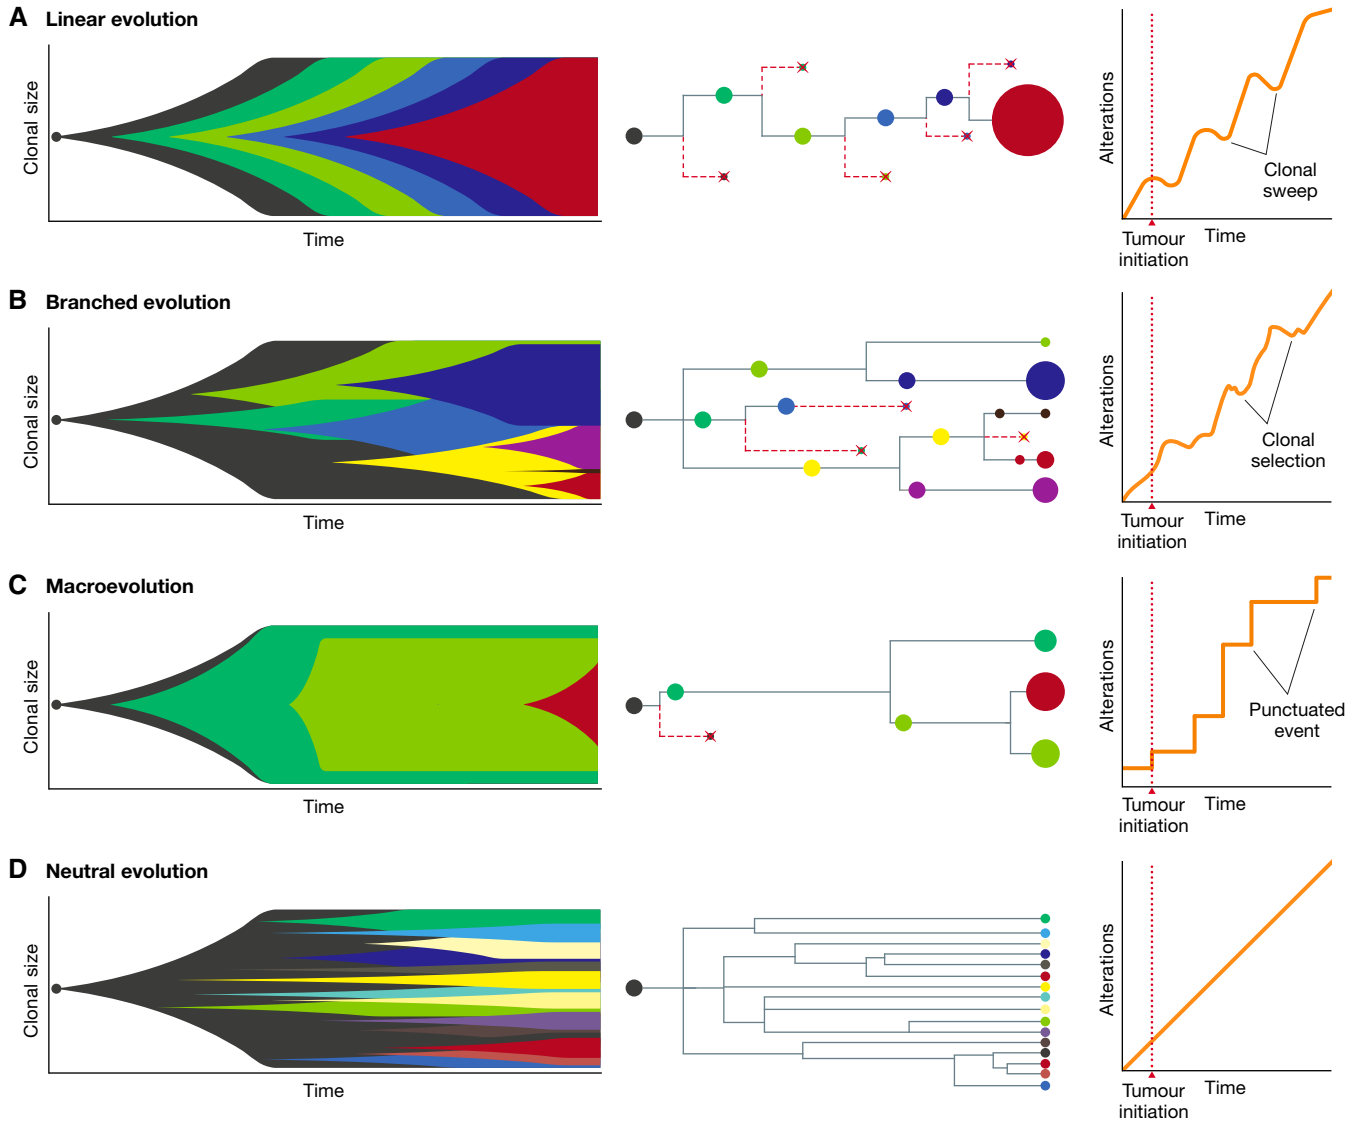 A Linear evolution
Clonal size
Time
Alterations
Clonal
sweep
Tumour
initiation
Time
B Branched evolution
Clonal size
Time
Alterations
Clonal
selection
Tumour
initiation
Time
C Macroevolution
Clonal size
Time
Alterations
Punctuated
event
Tumour
initiation
Time
D Neutral evolution
Clonal size
Time
Alterations
Tumour
initiation
Time